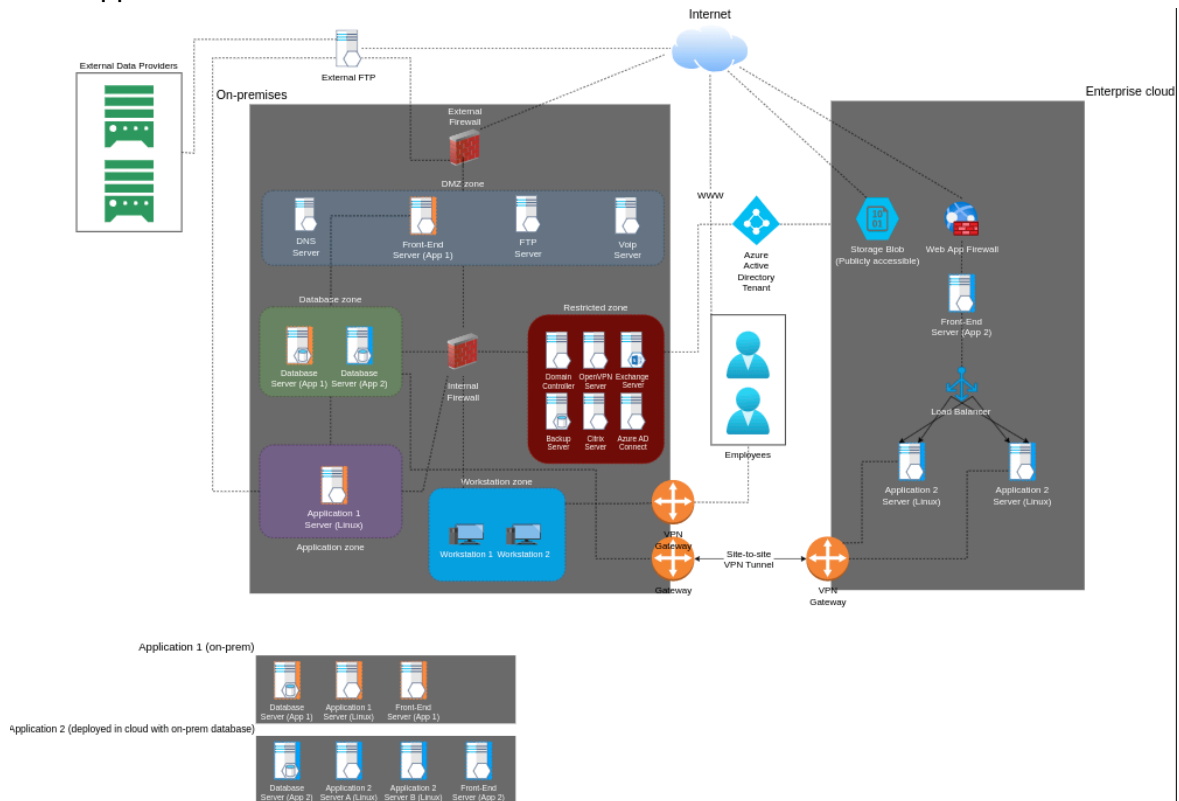 Internet
External Data Providers
External FTP
On-premises
Enterprise cloud
External
Firewall
DMZ zone
DNS
Server
Front-End
Server (App 1)
FTP
Server
Voip
Server
WWW
Azure
Active
Directory
Tenant
Storage Blob
(Publicly accessible)
Web App Firewall
Front-End
Server (App 2)
Load Balancer
Application 2
Server (Linux)
Application 2
Server (Linux)
Database zone
Database
Server (App 1)
Database
Server (App 2)
Internal
Firewall
Restricted zone
Domain
Controller
OpenVPN
Server
Exchange
Server
Backup
Server
Citrix
Server
Azure AD
Connect
Employees
Application 1
Server (Linux)
Application zone
Workstation zone
Workstation 1
Workstation 2
VPN
Gateway
Gateway
Site-to-site
VPN Tunnel
VPN
Gateway
Application 1 (on-prem)
Database
Server (App 1)
Application 1
Server (Linux)
Front-End
Server (App 1)
Application 2 (deployed in cloud with on-prem database)
Database
Server (App 2)
Application 2
Server A (Linux)
Application 2
Server B (Linux)
Front-End
Server (App 2)